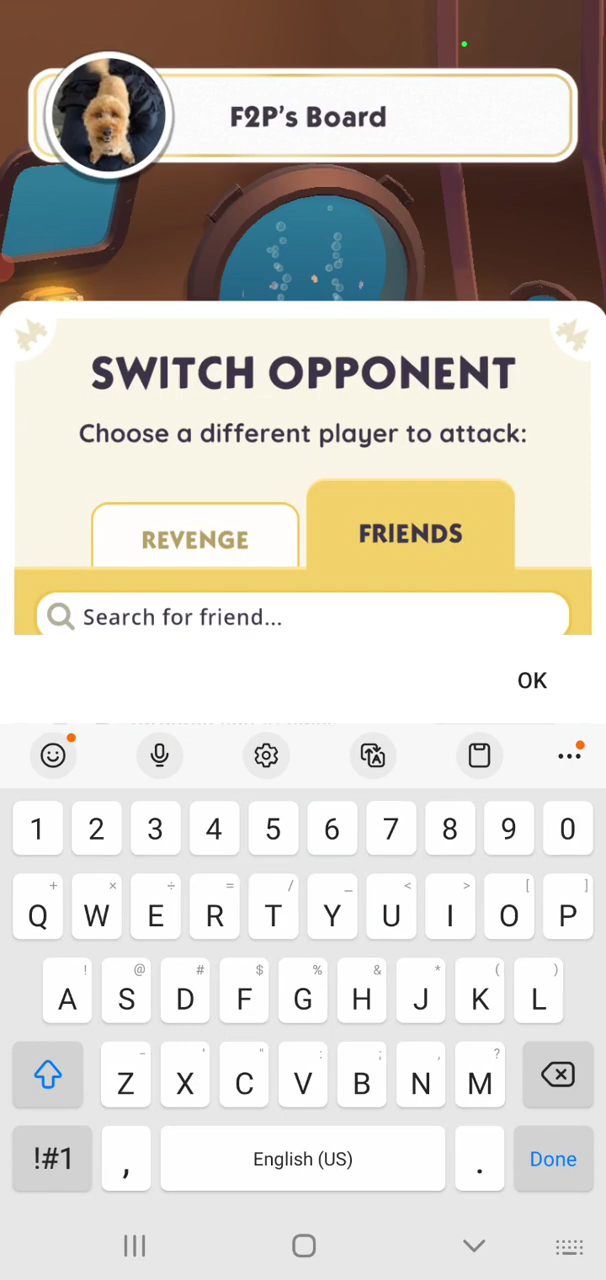 F2P's Board
SWITCH OPPONENT
Choose a different player to attack:
REVENGE
FRIENDS
Search for friend...
OK
1 2 3 4 5 6 7 8 9 0
+ × ÷ = / _ < > [ ]
Q W E R T Y U I O P
! @ # $ % & * ( )
A S D F G H J K L
- ' " : ; , ?
Z X C V B N M
!#1 , English (US) . Done